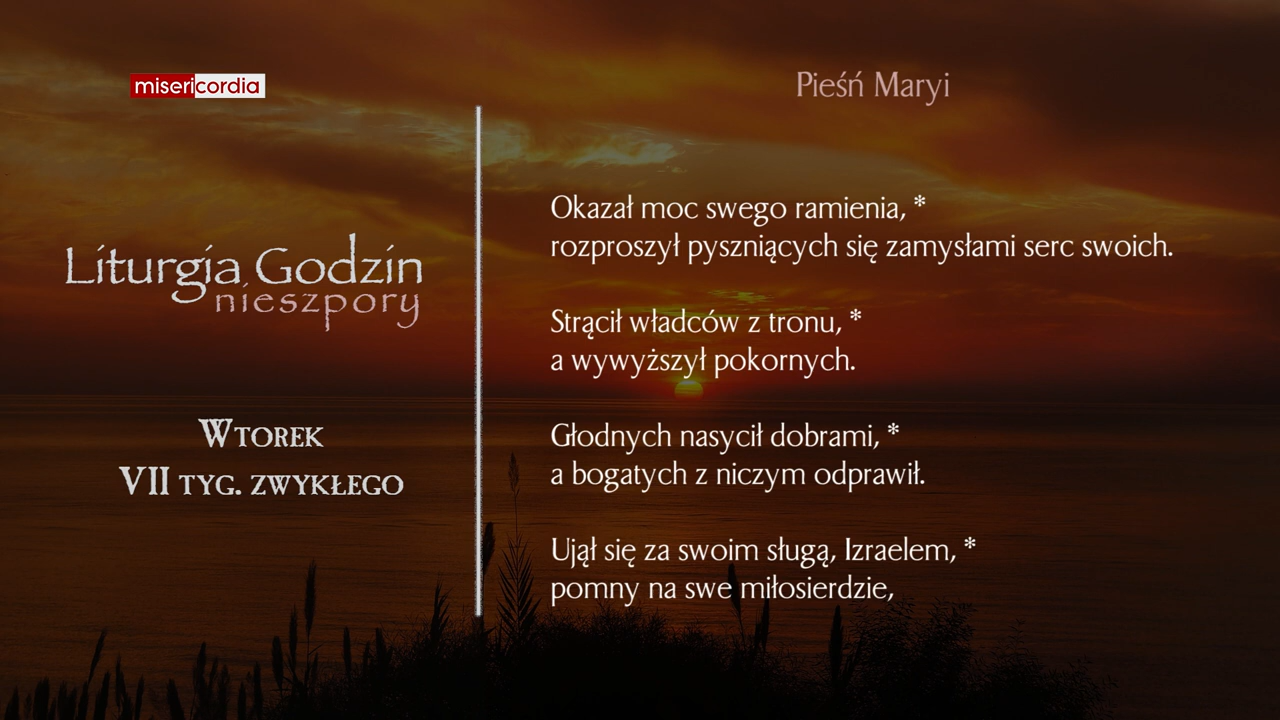 misericordia
Liturgia Godzin
nieszpory
Wtorek
VII tyg. zwykłego
Pieśń Maryi
Okazał moc swego ramienia, *
rozproszył pyszniących się zamysłami serc swoich.
Strącił władców z tronu, *
a wywyższył pokornych.
Głodnych nasycił dobrami, *
a bogatych z niczym odprawił.
Ujął się za swoim sługą, Izraelem, *
pomny na swe miłosierdzie,